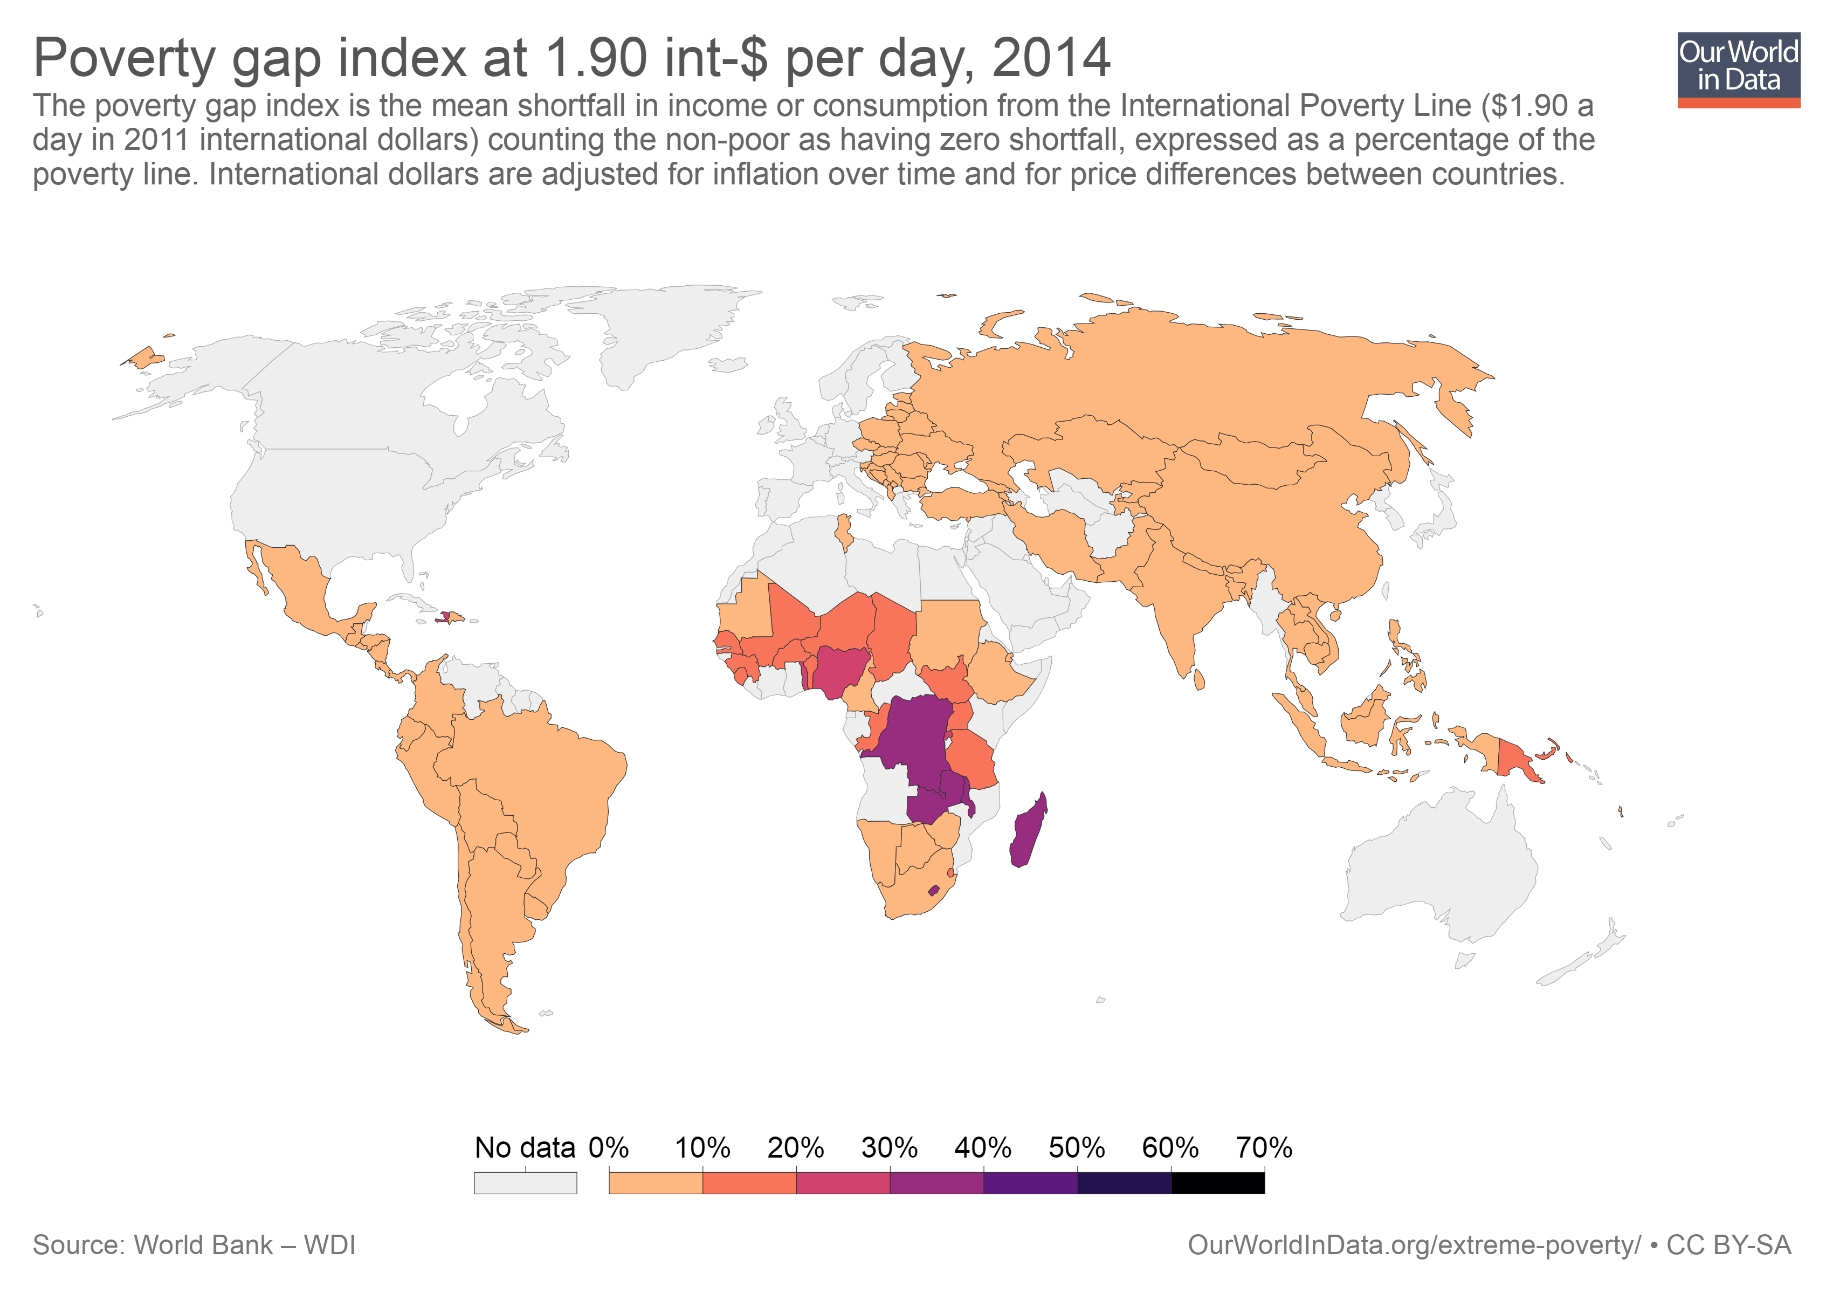 Poverty gap index at 1.90 int-$ per day, 2014
Our World
in Data
The poverty gap index is the mean shortfall in income or consumption from the International Poverty Line ($1.90 a
day in 2011 international dollars) counting the non-poor as having zero shortfall, expressed as a percentage of the
poverty line. International dollars are adjusted for inflation over time and for price differences between countries.
No data 0% 10% 20% 30% 40% 50% 60% 70%
Source: World Bank – WDI
OurWorldInData.org/extreme-poverty/ • CC BY-SA